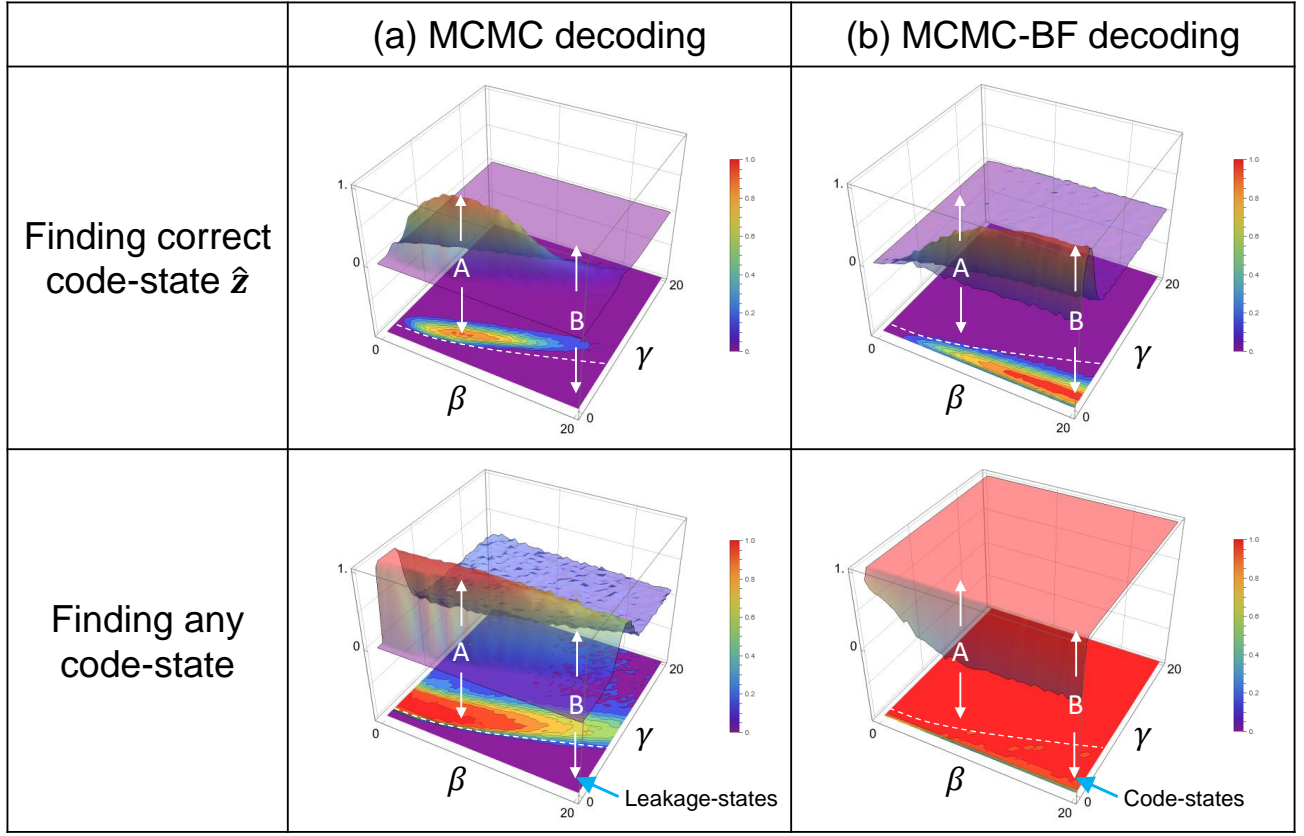 (a) MCMC decoding
(b) MCMC-BF decoding
Finding correct
code-state ẑ
1.
0
0
20
0
20
β
γ
A
B
1.0
0.8
0.6
0.4
0.2
0.
1.
0
0
20
0
20
β
γ
A
B
1.0
0.8
0.6
0.4
0.2
0.
Finding any
code-state
1.
0
0
20
0
20
β
γ
A
B
1.0
0.8
0.6
0.4
0.2
0.
Leakage-states
1.
0
0
20
0
20
β
γ
A
B
1.0
0.8
0.6
0.4
0.2
0.
Code-states